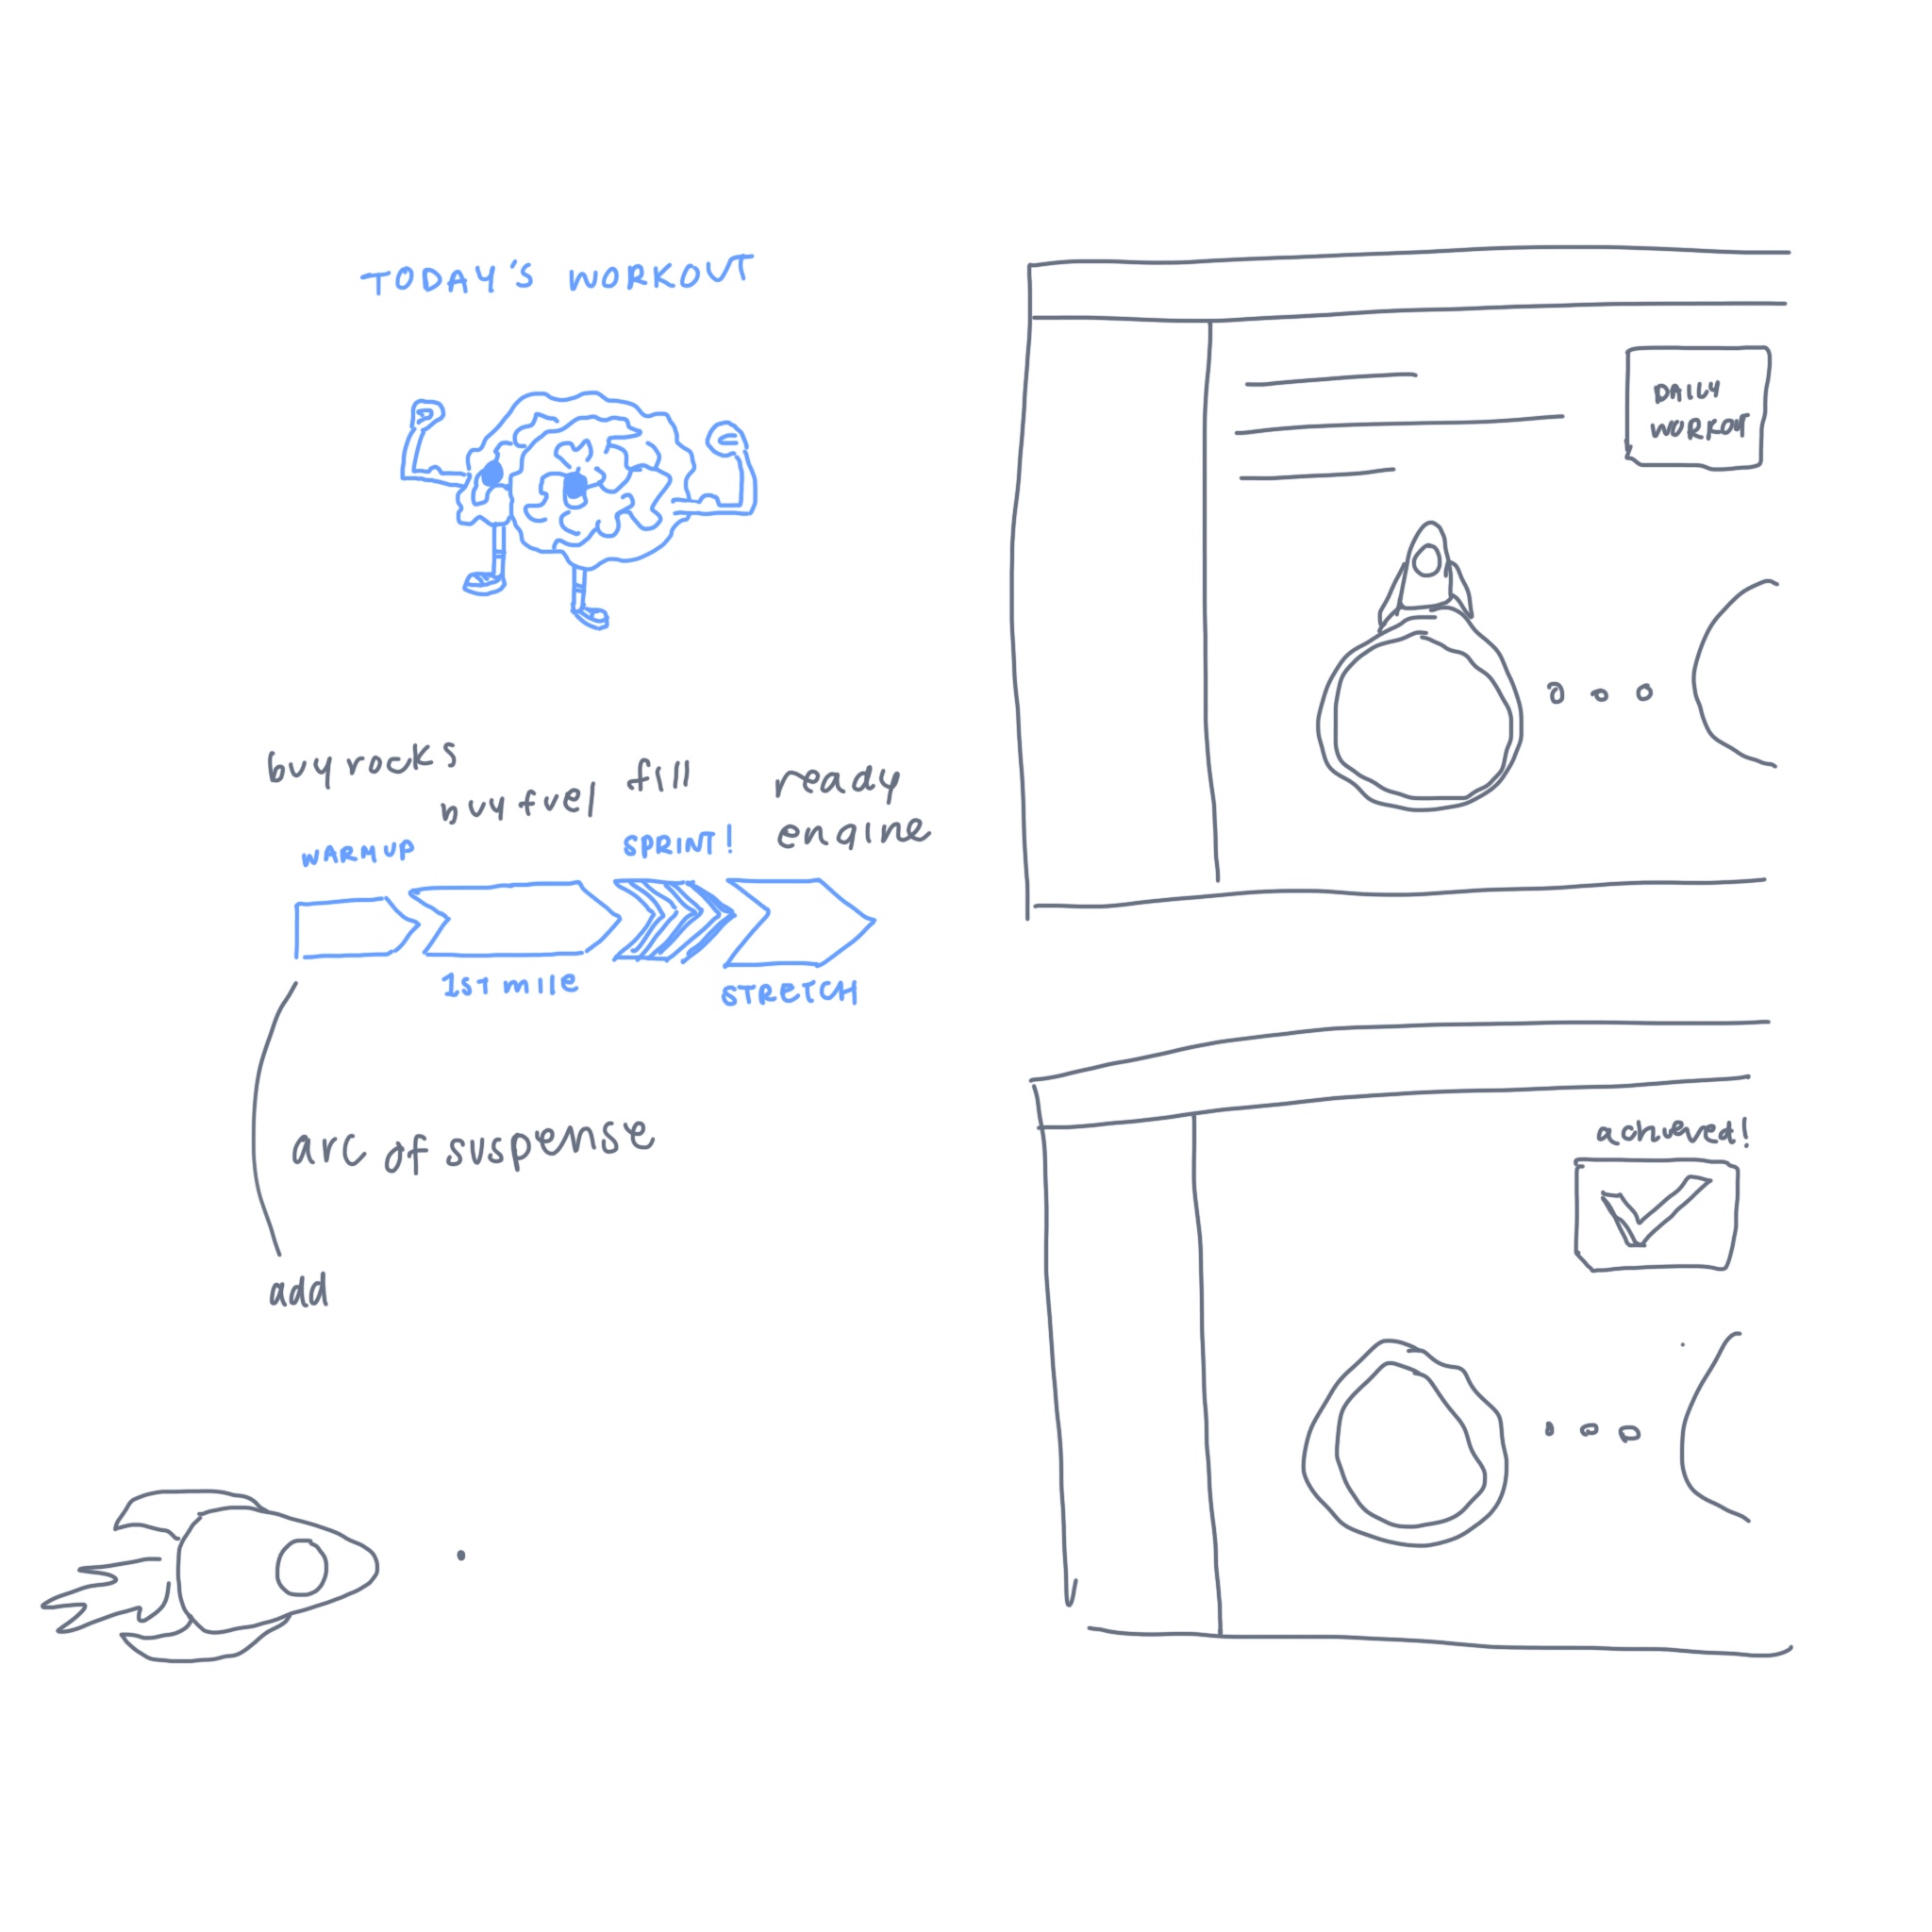 TODAY'S WORKOUT
buy rocks
buy fuel
fill
ready
engine
WARMUP
SPRINT!
1ST MILE
STRETCH
arc of suspense
add
DAILY
WORKOUT
achieved!